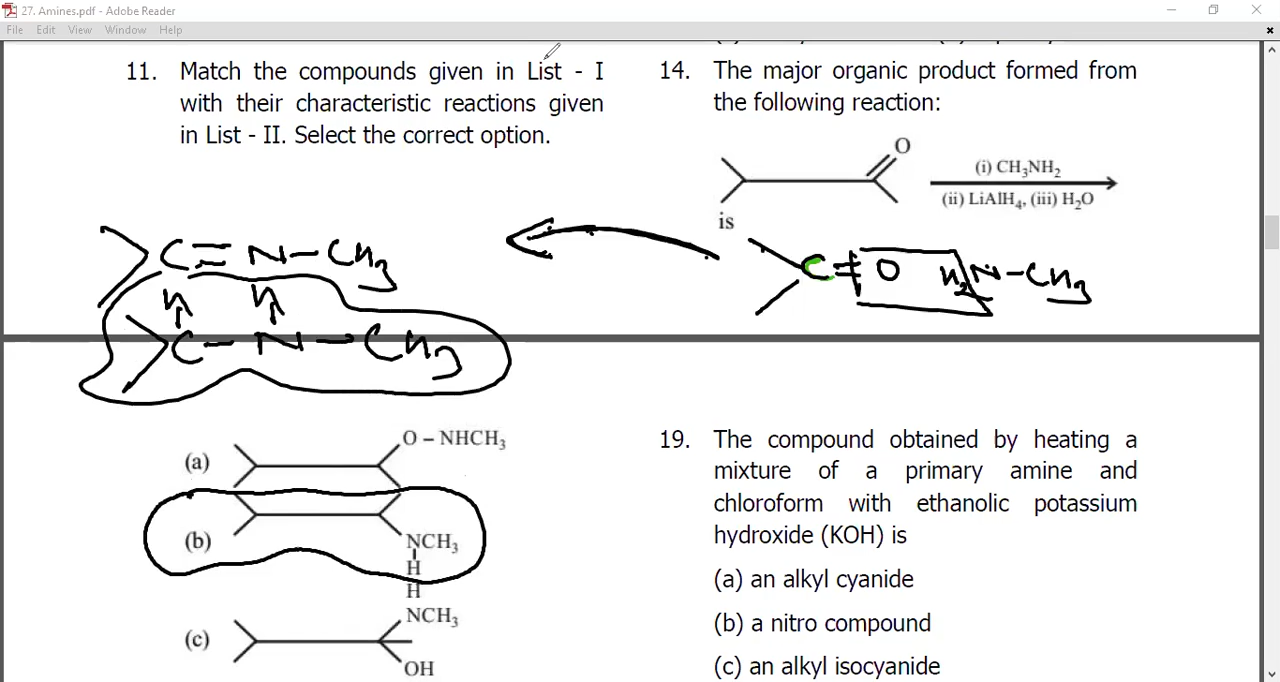 27. Amines.pdf - Adobe Reader
File Edit View Window Help
11. Match the compounds given in List - I
with their characteristic reactions given
in List - II. Select the correct option.
C = N - CH3
H H
C - N - CH3
(a) O – NHCH3
(b) NCH3
H
H
(c) NCH3
OH
14. The major organic product formed from
the following reaction:
O
(i) CH3NH2
(ii) LiAlH4, (iii) H2O
is
C = O H2N - CH3
19. The compound obtained by heating a
mixture of a primary amine and
chloroform with ethanolic potassium
hydroxide (KOH) is
(a) an alkyl cyanide
(b) a nitro compound
(c) an alkyl isocyanide